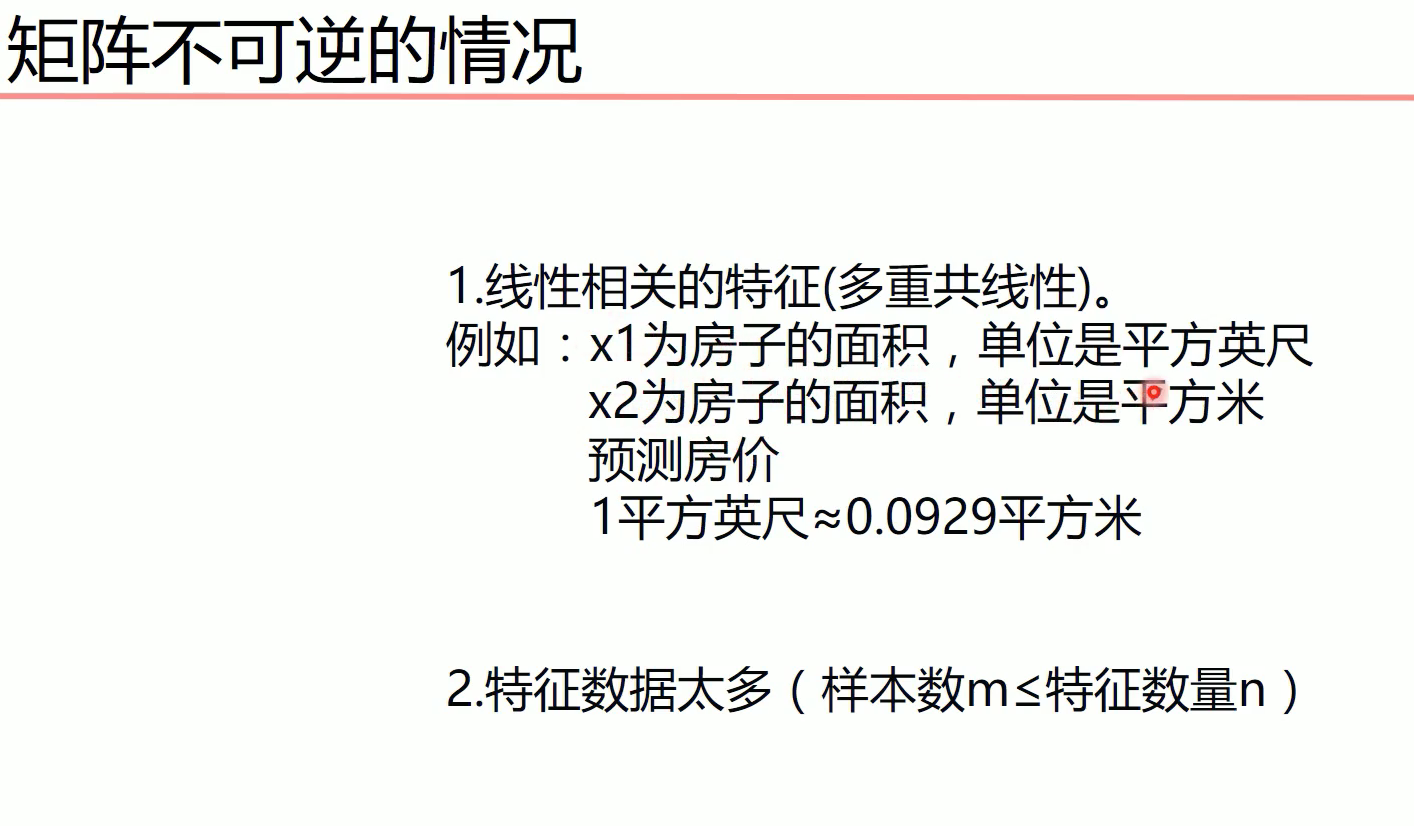 矩阵不可逆的情况
1.线性相关的特征(多重共线性)。
例如：x1为房子的面积，单位是平方英尺
x2为房子的面积，单位是平方米
预测房价
1平方英尺≈0.0929平方米
2.特征数据太多（样本数m≤特征数量n）